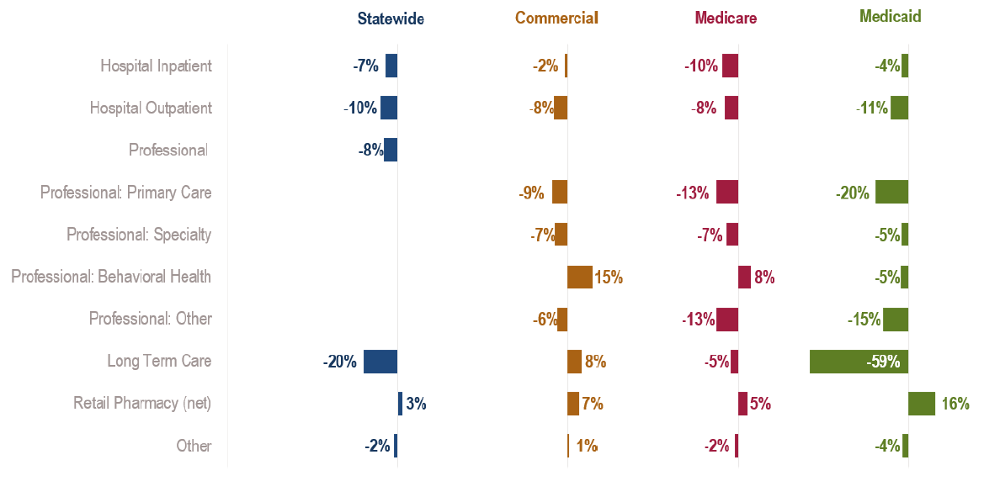 Statewide Commercial Medicare Medicaid
Hospital Inpatient -7% -2% -10% -4%
Hospital Outpatient -10% -8% -8% -11%
Professional -8%
Professional: Primary Care -9% -13% -20%
Professional: Specialty -7% -7% -5%
Professional: Behavioral Health 15% 8% -5%
Professional: Other -6% -13% -15%
Long Term Care -20% 8% -5% -59%
Retail Pharmacy (net) 3% 7% 5% 16%
Other -2% 1% -2% -4%